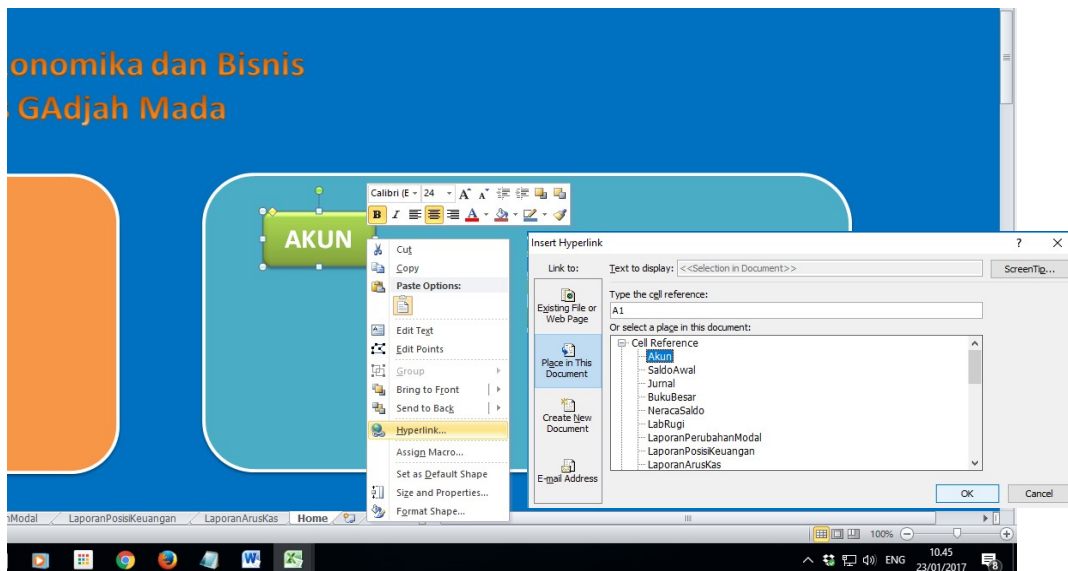 onomika dan Bisnis
GAdjah Mada
AKUN
Calibri (E
24
A A
B I A
Cut
Copy
Paste Options:
Edit Text
Edit Points
Group
Bring to Front
Send to Back
Hyperlink...
Assign Macro...
Set as Default Shape
Size and Properties...
Format Shape...
Insert Hyperlink
? X
Link to:
Text to display: <<Selection in Document>>
ScreenTip...
Existing File or
Web Page
Place in This
Document
Create New
Document
E-mail Address
Type the cell reference:
A1
Or select a place in this document:
Cell Reference
Akun
SaldoAwal
Jurnal
BukuBesar
NeracaSaldo
LabRugi
LaporanPerubahanModal
LaporanPosisiKeuangan
LaporanArusKas
OK Cancel
nModal LaporanPosisiKeuangan LaporanArusKas Home
100%
ENG
10.45
23/01/2017
8